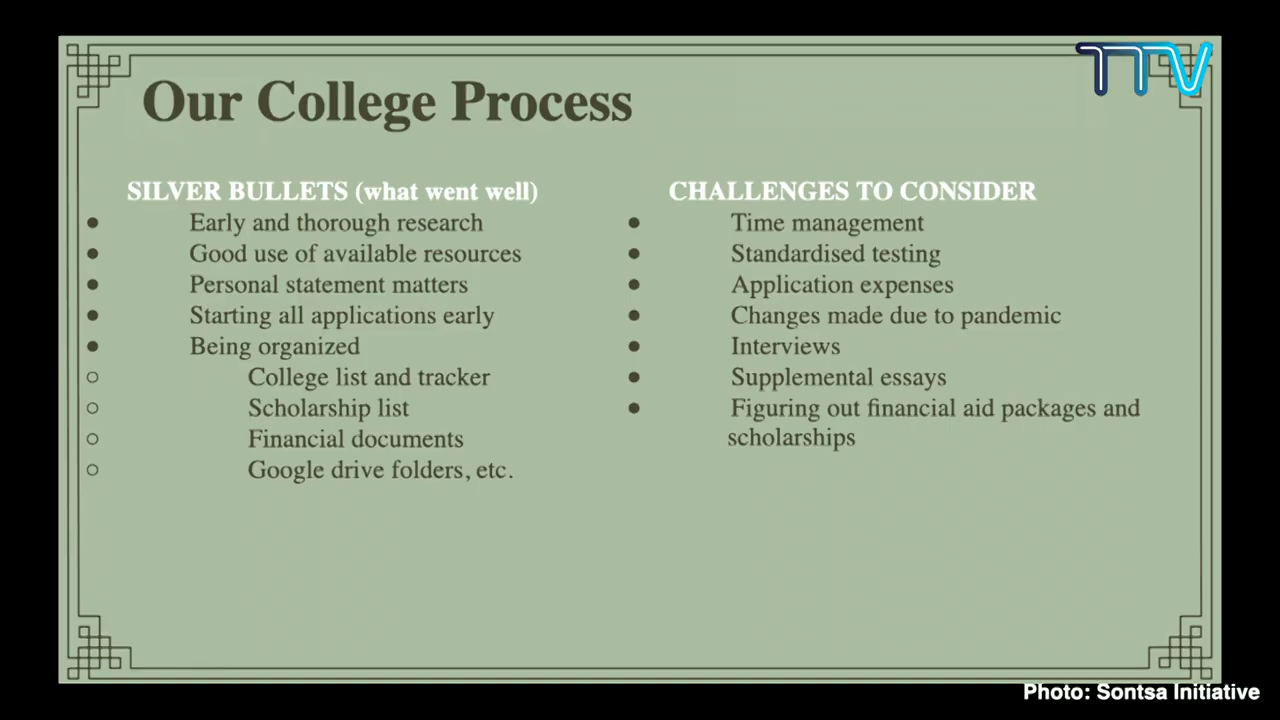 TTV
Our College Process
SILVER BULLETS (what went well)
● Early and thorough research
● Good use of available resources
● Personal statement matters
● Starting all applications early
● Being organized
○ College list and tracker
○ Scholarship list
○ Financial documents
○ Google drive folders, etc.
CHALLENGES TO CONSIDER
● Time management
● Standardised testing
● Application expenses
● Changes made due to pandemic
● Interviews
● Supplemental essays
● Figuring out financial aid packages and
scholarships
Photo: Sontsa Initiative